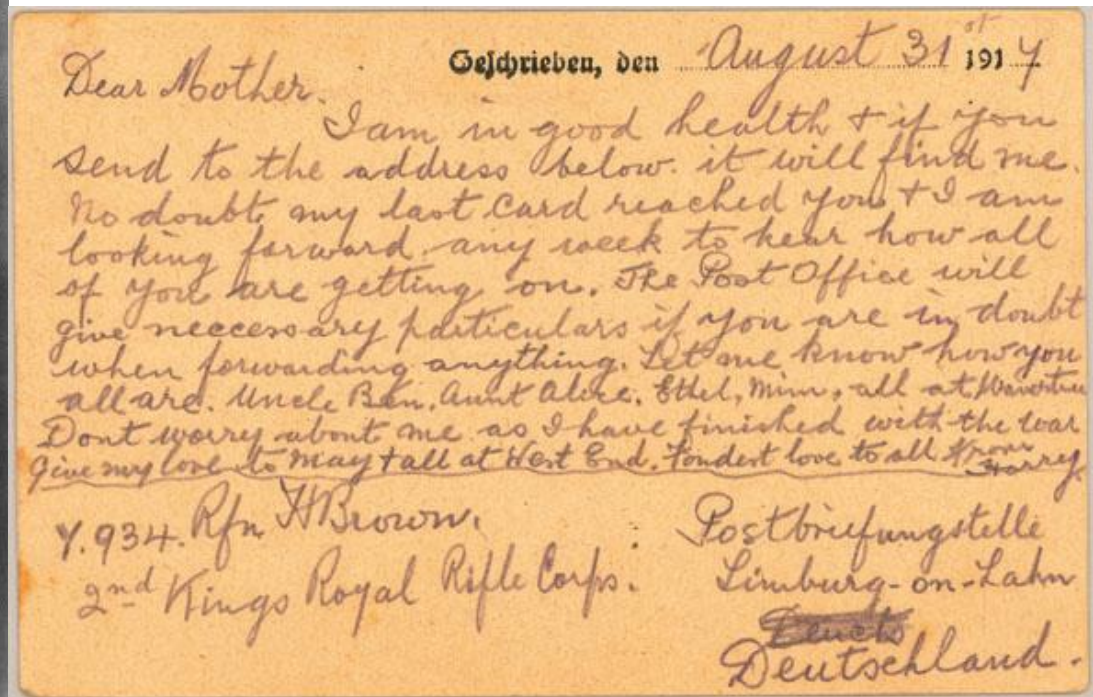 Geschrieben, den August 31st 1917
Dear Mother.
I am in good health + if you
send to the address below. it will find me.
No doubt my last card reached you + I am
looking forward any week to hear how all
of you are getting on. The Post Office will
give neccessary particulars if you are in doubt
when forwarding anything. Let me know how you
all are. Uncle Ben. Aunt Alice. Ethel, Mim, all at
Dont worry about me as I have finished with the war
Give my love to May + all at West End. Fondest love to all from
Harry.
Y.934. Rfn H Brown.
2nd Kings Royal Rifle Corps.
Postbriefungstelle
Limburg-on-Lahn
Deutschland.